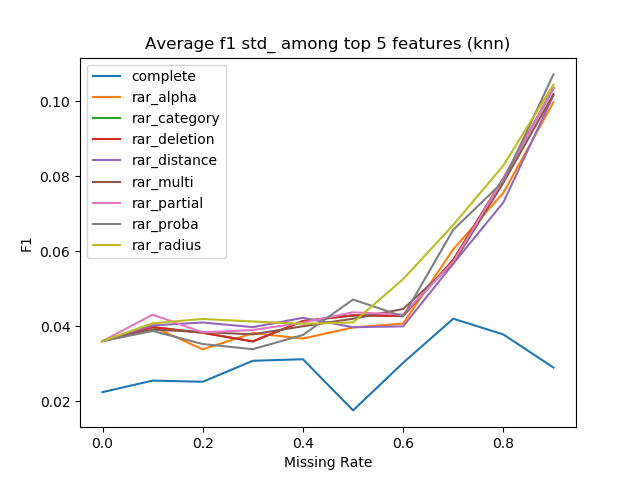 Average f1 std_ among top 5 features (knn)
complete
rar_alpha
rar_category
rar_deletion
rar_distance
rar_multi
rar_partial
rar_proba
rar_radius
0.10
0.08
0.06
0.04
0.02
F1
0.0 0.2 0.4 0.6 0.8
Missing Rate